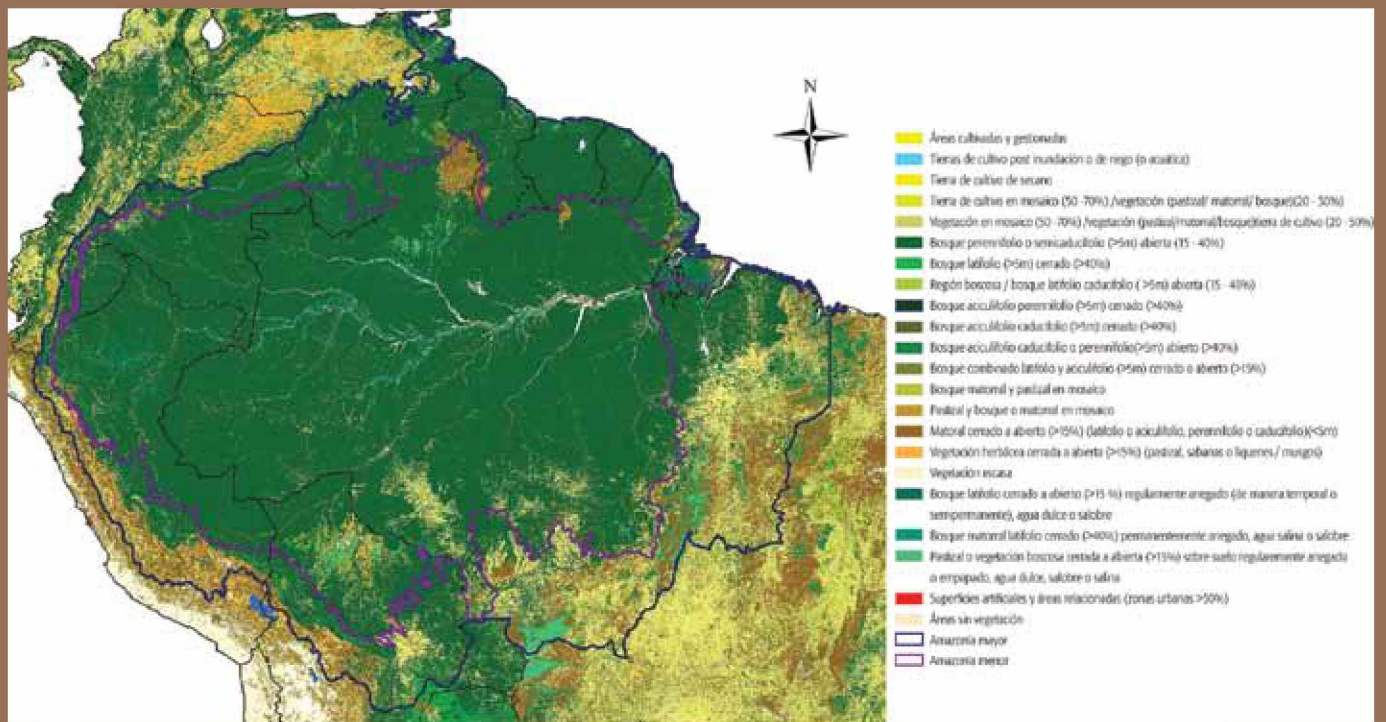 N
Áreas cultivadas y gestionadas
Tierras de cultivo post inundación o de riego (o acuática)
Tierra de cultivo de secano
Tierra de cultivo en mosaico (50 -70%) /vegetación (pastizal/ matorral/ bosque)(20 - 50%)
Vegetación en mosaico (50 -70%) /vegetación (pastizal/matorral/bosque)tierra de cultivo (20 - 50%)
Bosque perennifolio o semicaducifolio (>5m) abierta (15 - 40%)
Bosque latifolio (>5m) cerrado (>40%)
Región boscosa / bosque latifolio caducifolio ( >5m) abierta (15 - 40%)
Bosque aciculifolio perennifolio (>5m) cerrado (>40%)
Bosque aciculifolio caducifolio (>5m) cerrado (>40%)
Bosque aciculifolio caducifolio o perennifolio(>5m) abierto (>40%)
Bosque combinado latifolio y aciculifolio (>5m) cerrado o abierto (>15%)
Bosque matorral y pastizal en mosaico
Pastizal y bosque o matorral en mosaico
Matorral cerrado a abierto (>15%) (latifolio o aciculifolio, perennifolio o caducifolio)(<5m)
Vegetación herbácea cerrada a abierta (>15%) (pastizal, sabanas o líquenes / musgos)
Vegetación escasa
Bosque latifolio cerrado a abierto (>15 %) regularmente anegado (de manera temporal o
semipermanente), agua dulce o salobre
Bosque matorral latifolio cerrado (>40%) permanentemente anegado, agua salina o salobre
Pastizal o vegetación boscosa cerrada a abierta (>15%) sobre suelo regularmente anegada
o empapado, agua dulce, salobre o salina
Superficies artificiales y áreas relacionadas (zonas urbanas >50%)
Áreas sin vegetación
Amazonía mayor
Amazonía menor